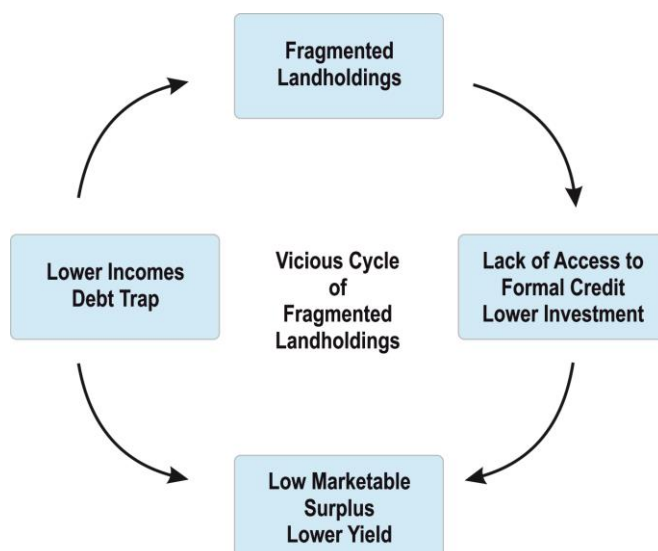 Fragmented
Landholdings
Lower Incomes
Debt Trap
Vicious Cycle
of
Fragmented
Landholdings
Lack of Access to
Formal Credit
Lower Investment
Low Marketable
Surplus
Lower Yield